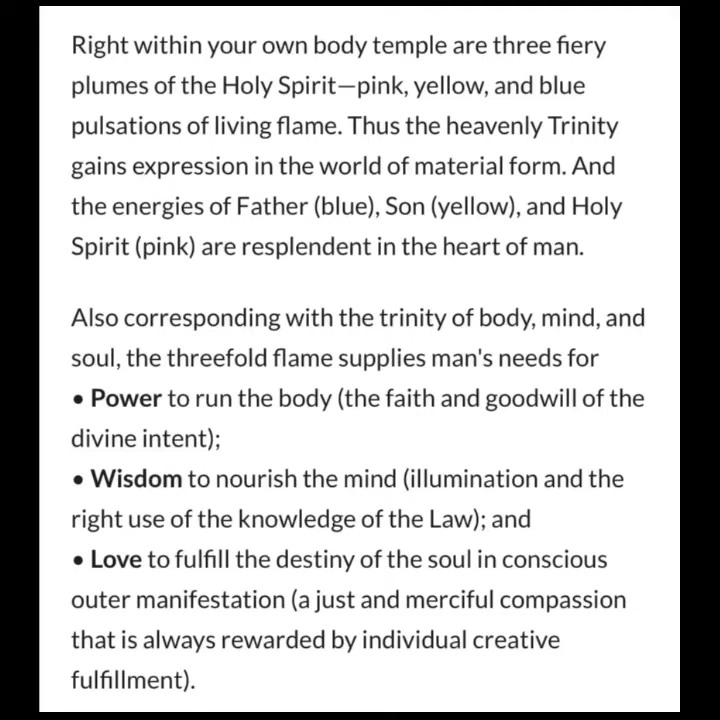 Right within your own body temple are three fiery
plumes of the Holy Spirit—pink, yellow, and blue
pulsations of living flame. Thus the heavenly Trinity
gains expression in the world of material form. And
the energies of Father (blue), Son (yellow), and Holy
Spirit (pink) are resplendent in the heart of man.
Also corresponding with the trinity of body, mind, and
soul, the threefold flame supplies man's needs for
• Power to run the body (the faith and goodwill of the
divine intent);
• Wisdom to nourish the mind (illumination and the
right use of the knowledge of the Law); and
• Love to fulfill the destiny of the soul in conscious
outer manifestation (a just and merciful compassion
that is always rewarded by individual creative
fulfillment).